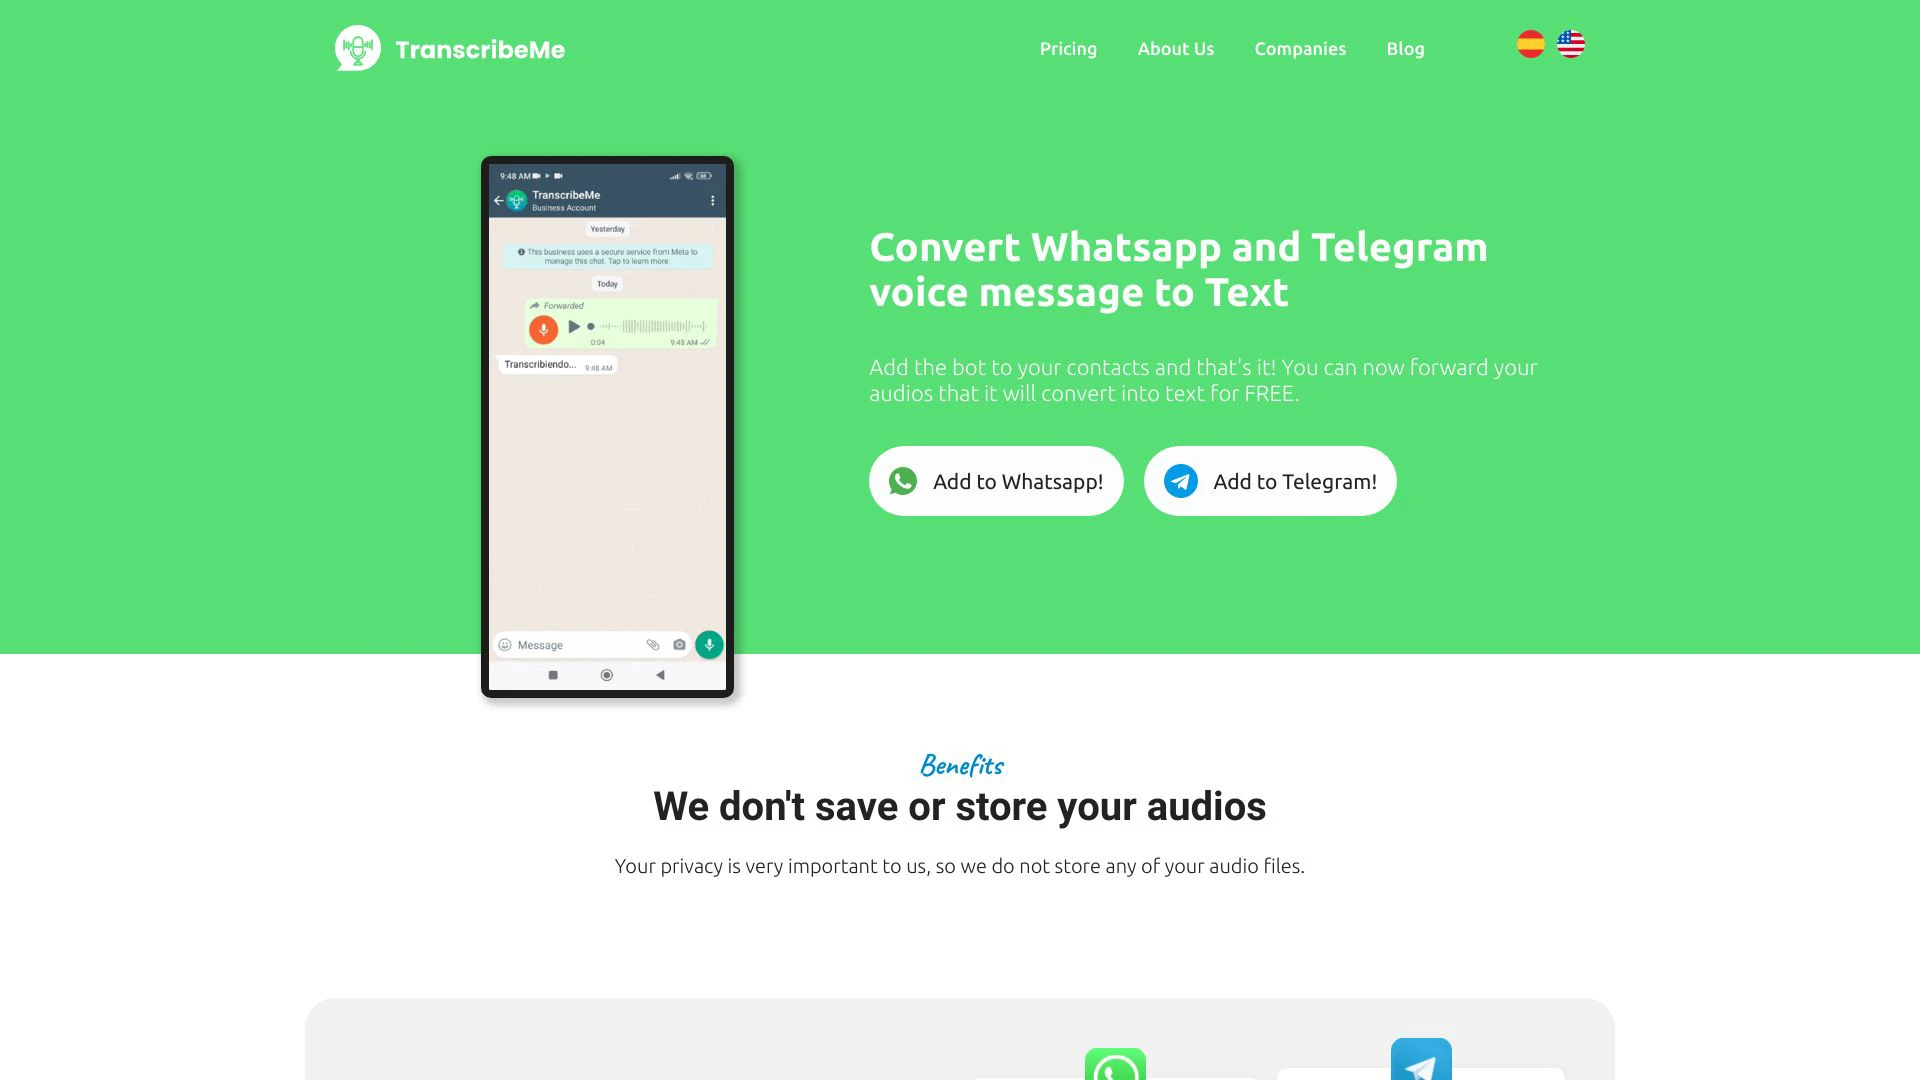 TranscribeMe
Pricing
About Us
Companies
Blog
9:48 AM
TranscribeMe
Business Account
Yesterday
This business uses a secure service from Meta to
manage this chat. Tap to learn more.
Today
Forwarded
0:04
9:48 AM
Transcribiendo...
9:48 AM
Message
Convert Whatsapp and Telegram
voice message to Text
Add the bot to your contacts and that's it! You can now forward your
audios that it will convert into text for FREE.
Add to Whatsapp!
Add to Telegram!
Benefits
We don't save or store your audios
Your privacy is very important to us, so we do not store any of your audio files.